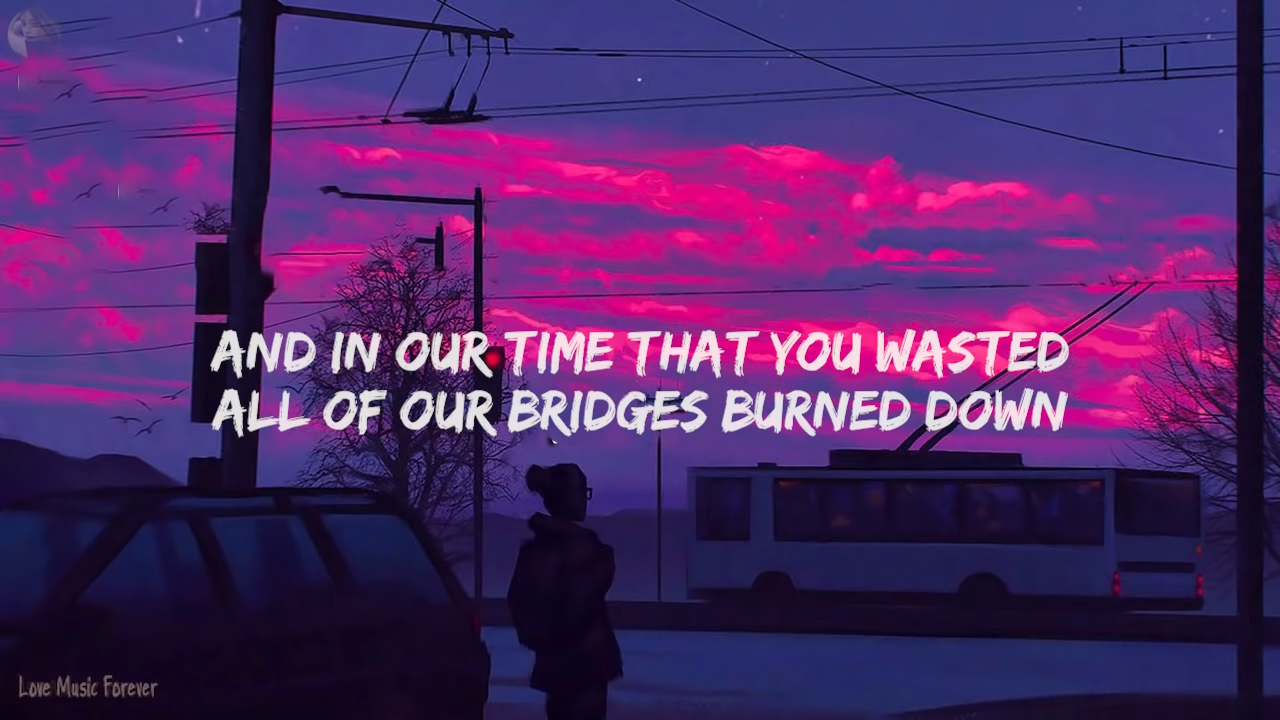 AND IN OUR TIME THAT YOU WASTED
ALL OF OUR BRIDGES BURNED DOWN
Love Music Forever